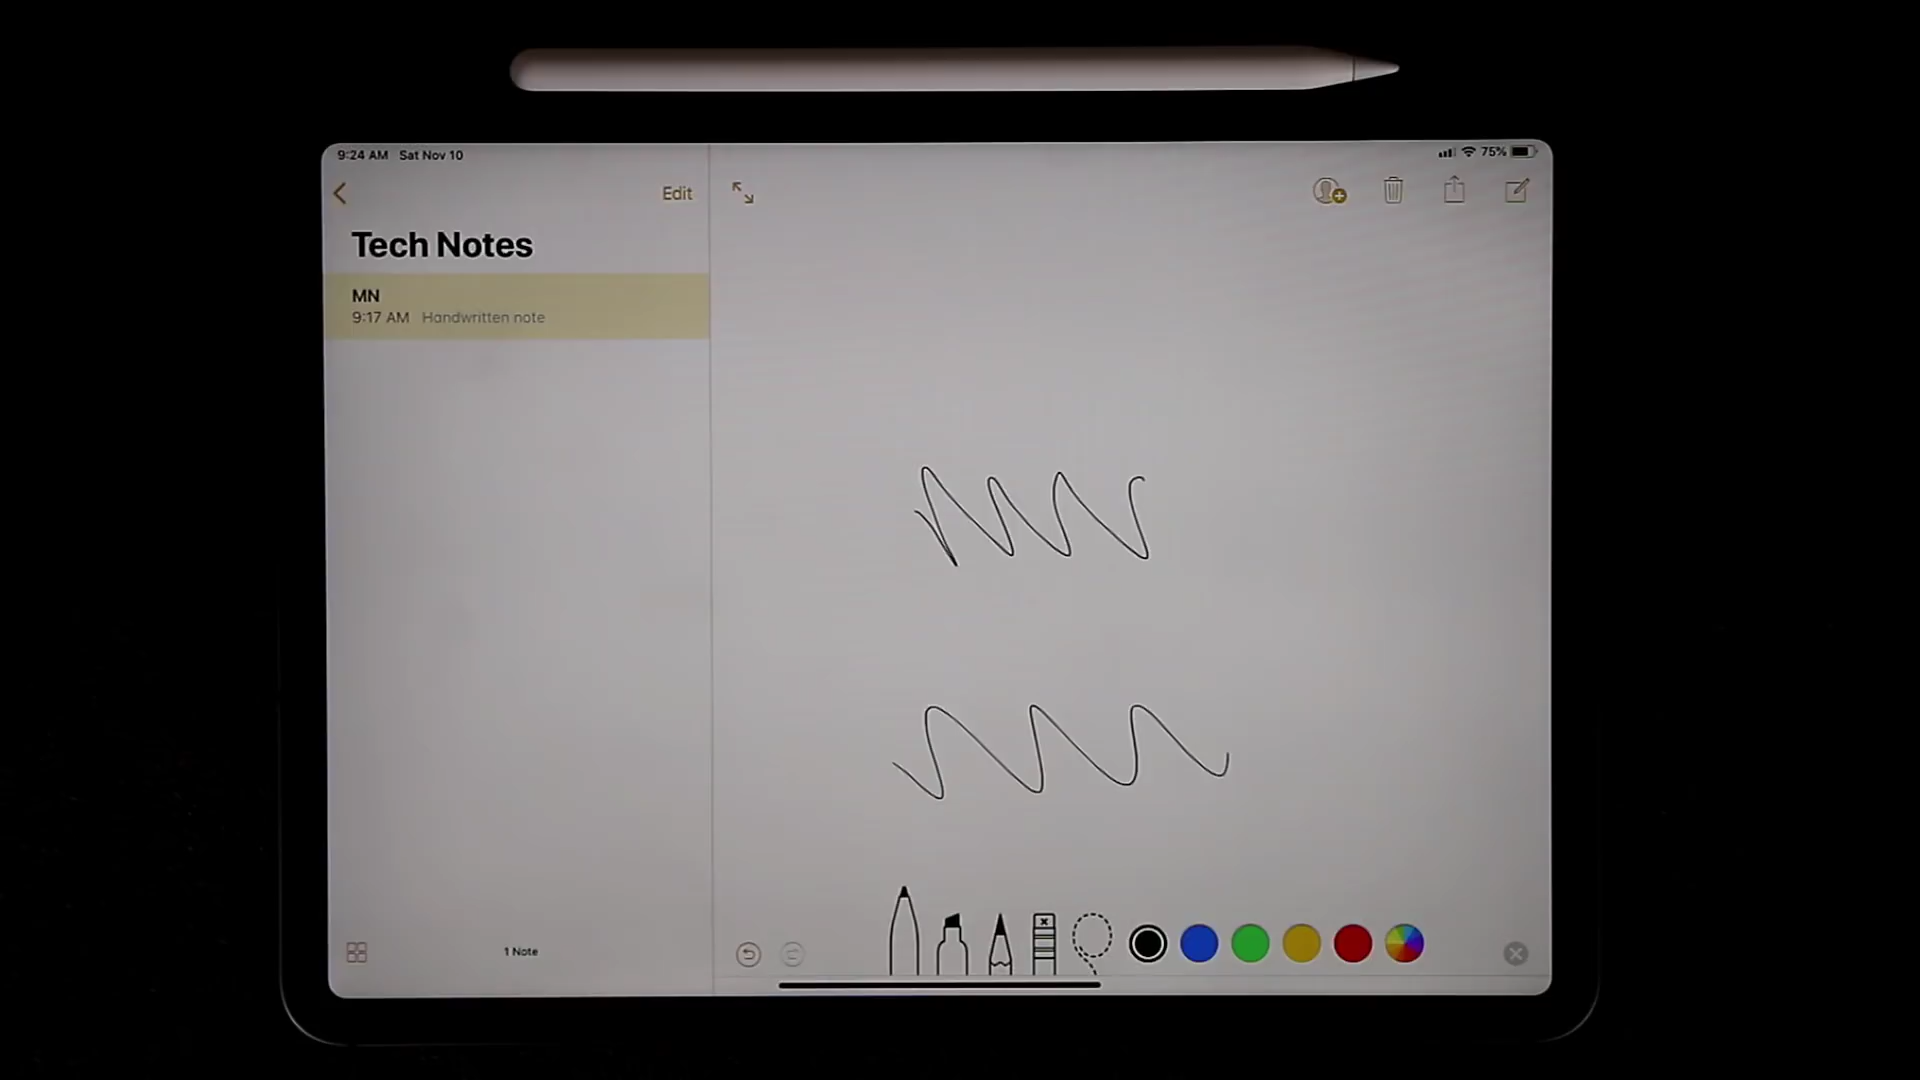 9:24 AM Sat Nov 10
75%
Edit
Tech Notes
MN
9:17 AM Handwritten note
1 Note